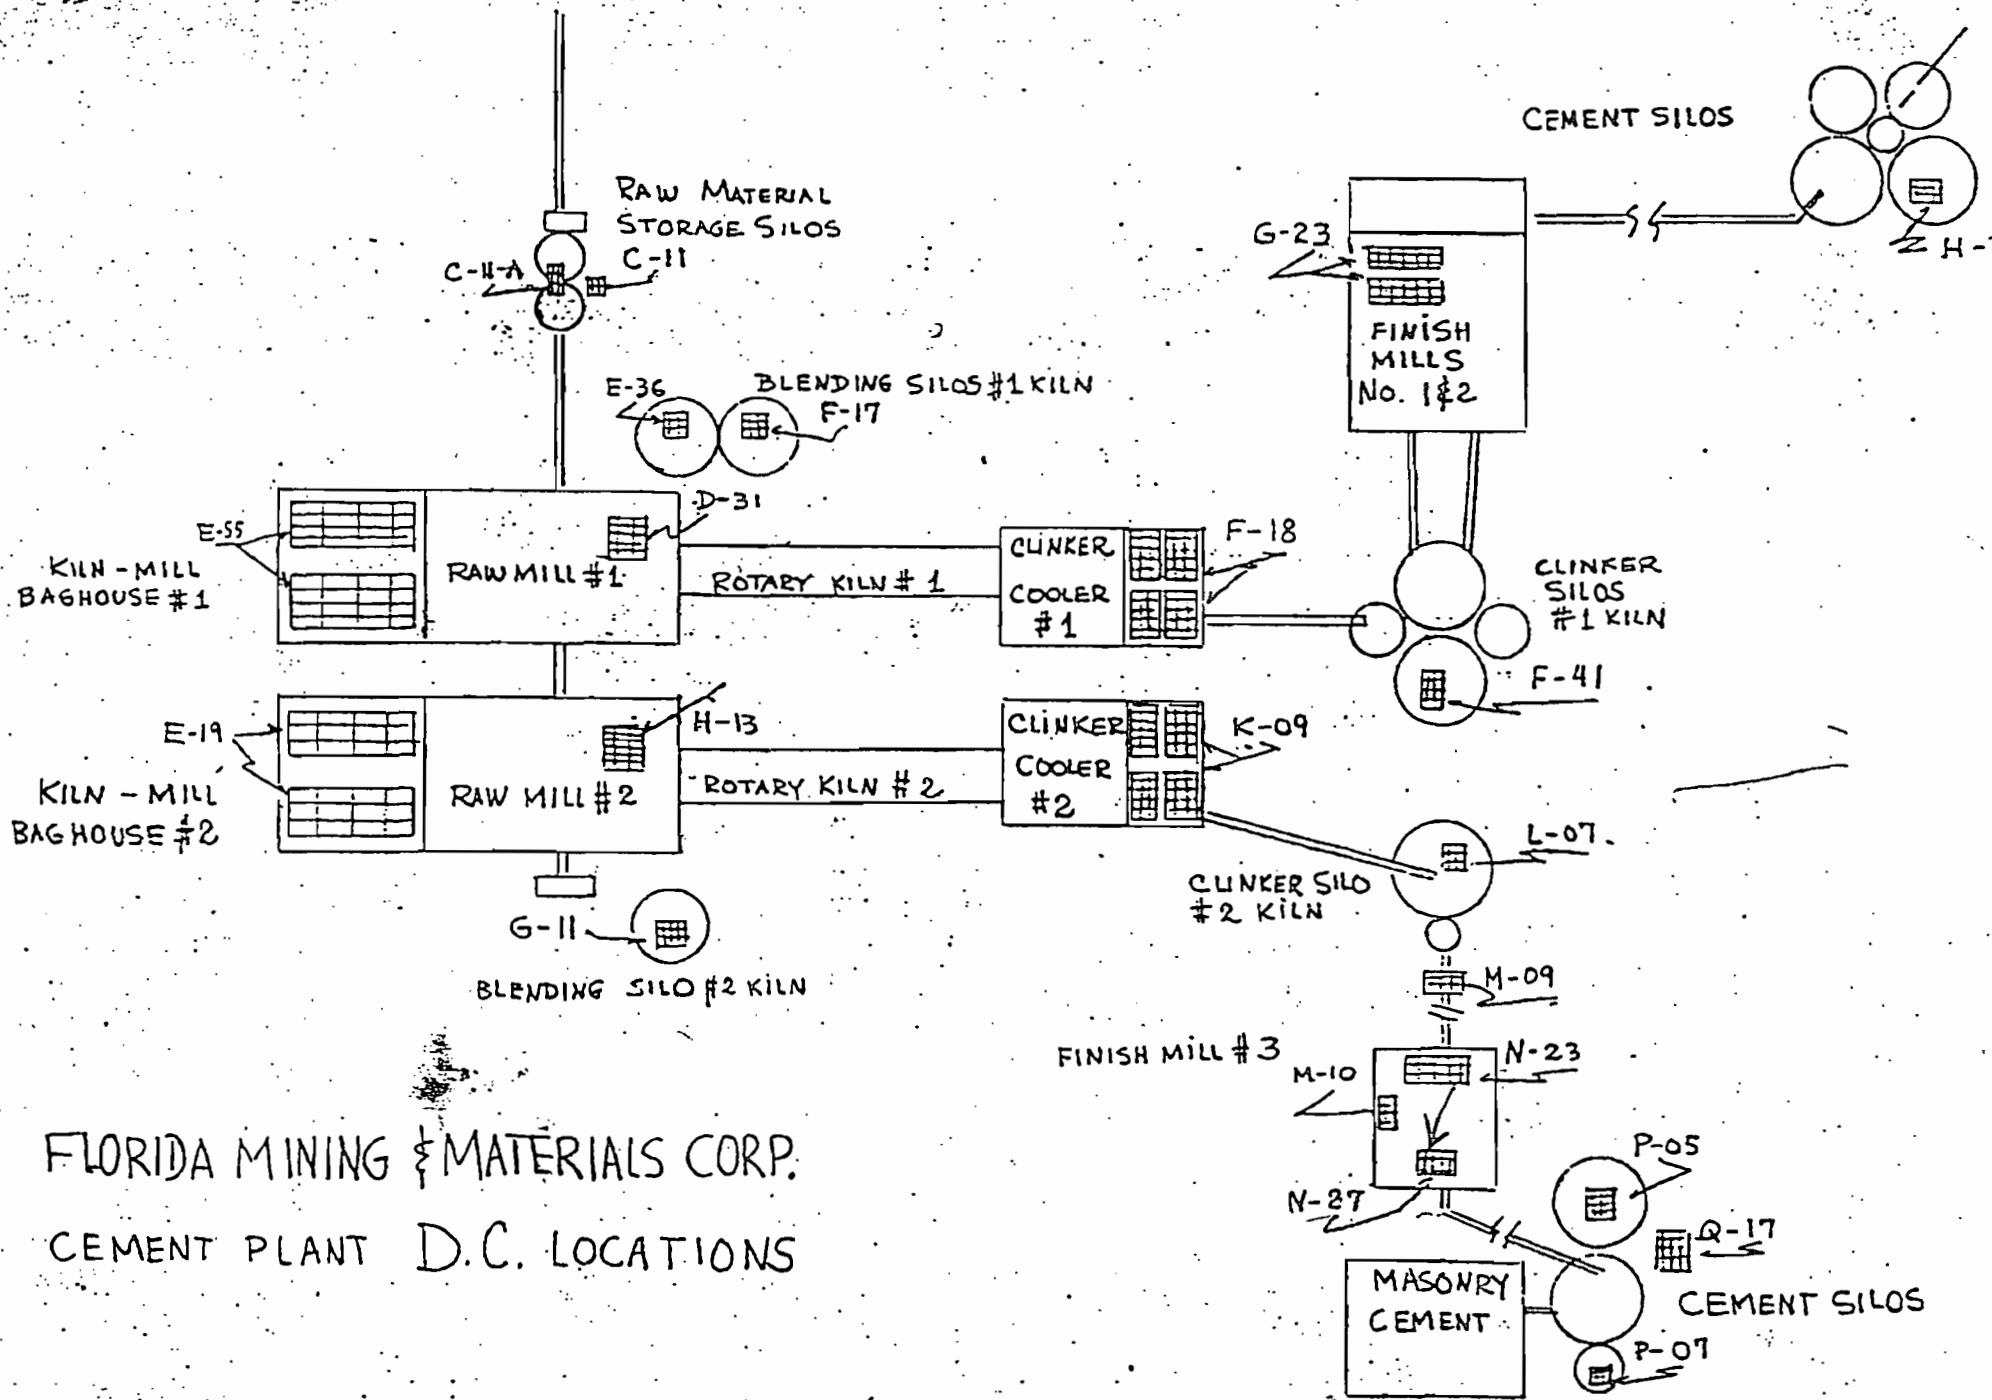 CEMENT SILOS
RAW MATERIAL
STORAGE SILOS
C-11-A
C-11
G-23
H-
FINISH
MILLS
No. 1&2
E-36
BLENDING SILOS #1 KILN
F-17
D-31
E-55
KILN - MILL
BAGHOUSE #1
RAW MILL #1
ROTARY KILN # 1
CLINKER
COOLER
#1
F-18
CLINKER
SILOS
#1 KILN
F-41
E-19
KILN - MILL
BAGHOUSE #2
H-13
RAW MILL #2
ROTARY KILN # 2
CLINKER
COOLER
#2
K-09
L-07
CLINKER SILO
#2 KILN
G-11
BLENDING SILO #2 KILN
M-09
FINISH MILL #3
N-23
M-10
N-27
P-05
Q-17
MASONRY
CEMENT
CEMENT SILOS
P-07
FLORIDA MINING & MATERIALS CORP.
CEMENT PLANT D.C. LOCATIONS